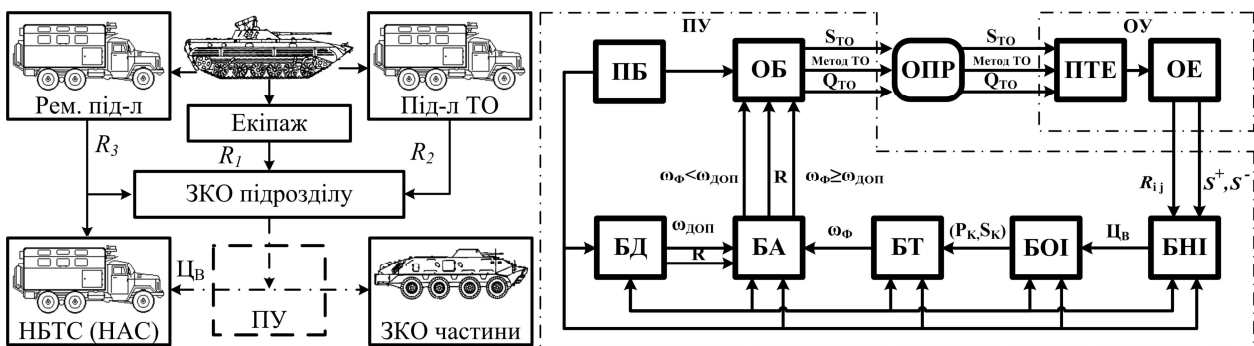 Рем. під-л
Під-л ТО
Екіпаж
R3
R1
R2
ЗКО підрозділу
ЦВ
НБТС (НАС)
ПУ
ЗКО частини
ПУ
ОУ
ПБ
ОБ
SТО
Метод ТО
QТО
ОПР
SТО
Метод ТО
QТО
ПТЕ
ОЕ
ωФ<ωДОП
R
ωФ≥ωДОП
Ri j
S+,S-
БД
ωДОП
R
БА
ωФ
БТ
(PК,SК)
БОІ
ЦВ
БНІ